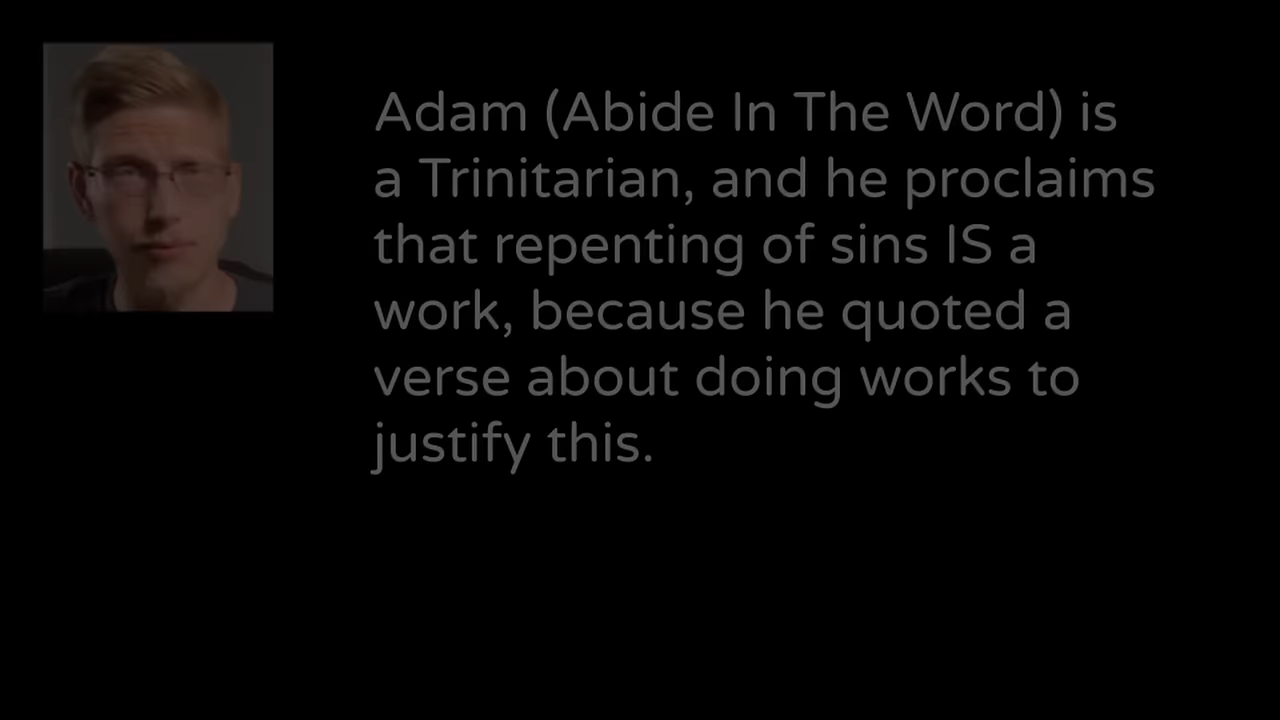 Adam (Abide In The Word) is
a Trinitarian, and he proclaims
that repenting of sins IS a
work, because he quoted a
verse about doing works to
justify this.